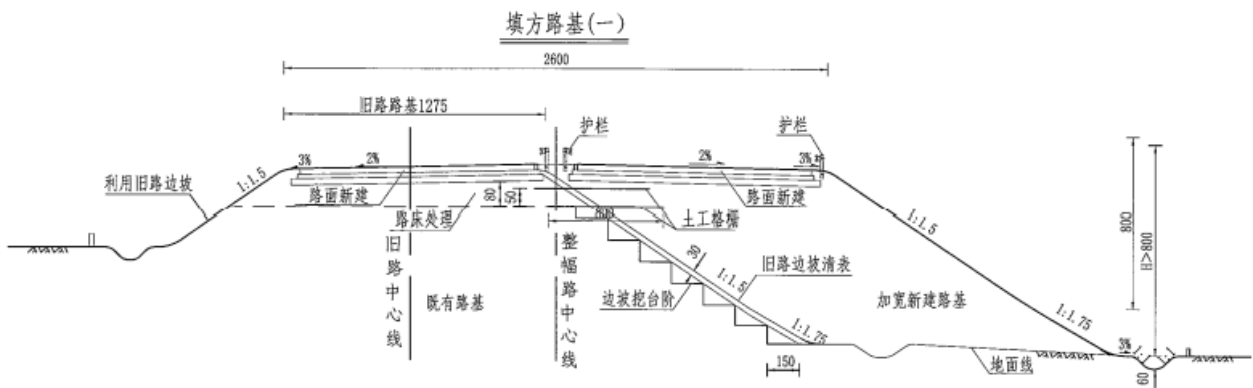 填方路基(一)
2600
旧路路基1275
护栏
护栏
3%
2%
2%
3%
利用旧路边坡
1:1.5
路面新建
80
50
路面新建
路床处理
800
土工格栅
1:1.5
800
H>800
旧路中心线
既有路基
整幅路中心线
30
旧路边坡清表
1:1.5
边坡挖台阶
加宽新建路基
1:1.75
1:1.75
150
地面线
3%
60